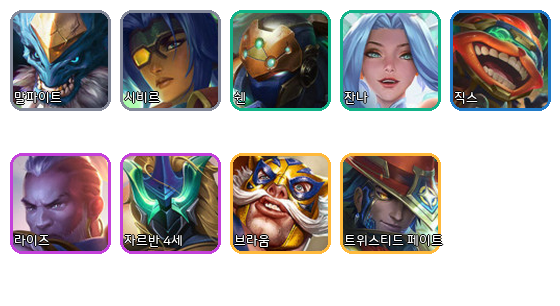 말파이트
시비르
쉔
잔나
직스
라이즈
자르반 4세
브라움
트위스티드 페이트